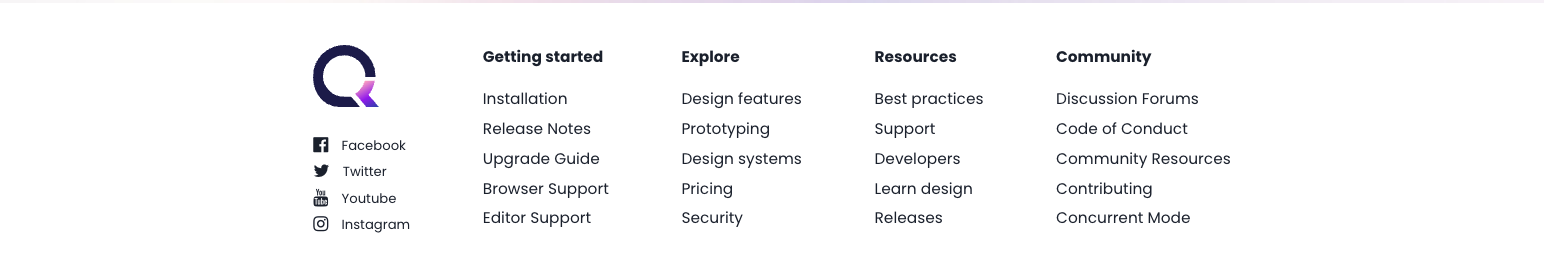 Facebook
Twitter
You
Tube
Youtube
Instagram
Getting started
Installation
Release Notes
Upgrade Guide
Browser Support
Editor Support
Explore
Design features
Prototyping
Design systems
Pricing
Security
Resources
Best practices
Support
Developers
Learn design
Releases
Community
Discussion Forums
Code of Conduct
Community Resources
Contributing
Concurrent Mode